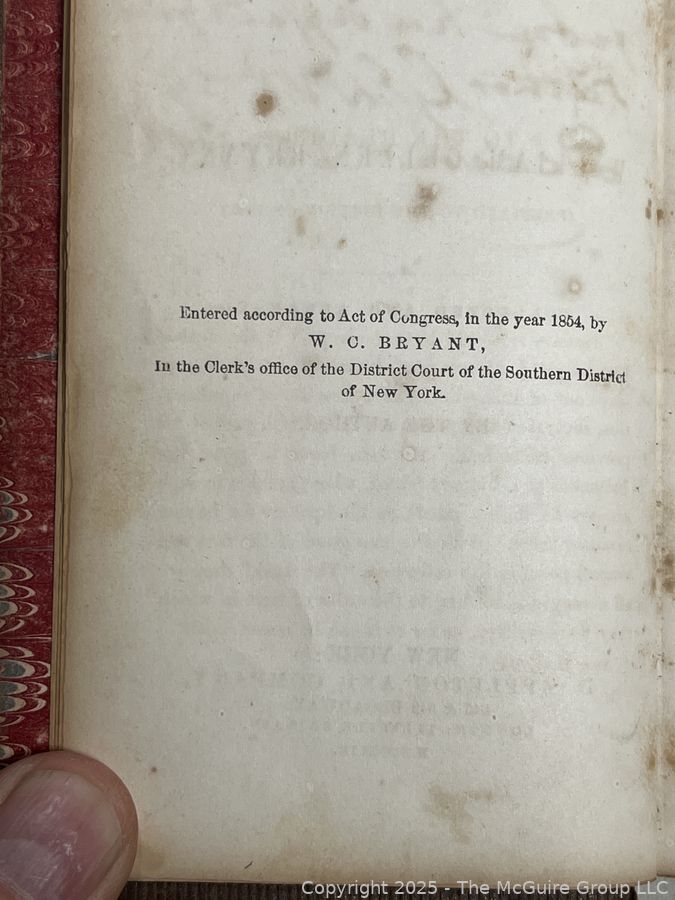 Entered according to Act of Congress, in the year 1854, by
W. C. BRYANT,
In the Clerk's office of the District Court of the Southern District
of New York.
Copyright 2025 - The McGuire Group LLC